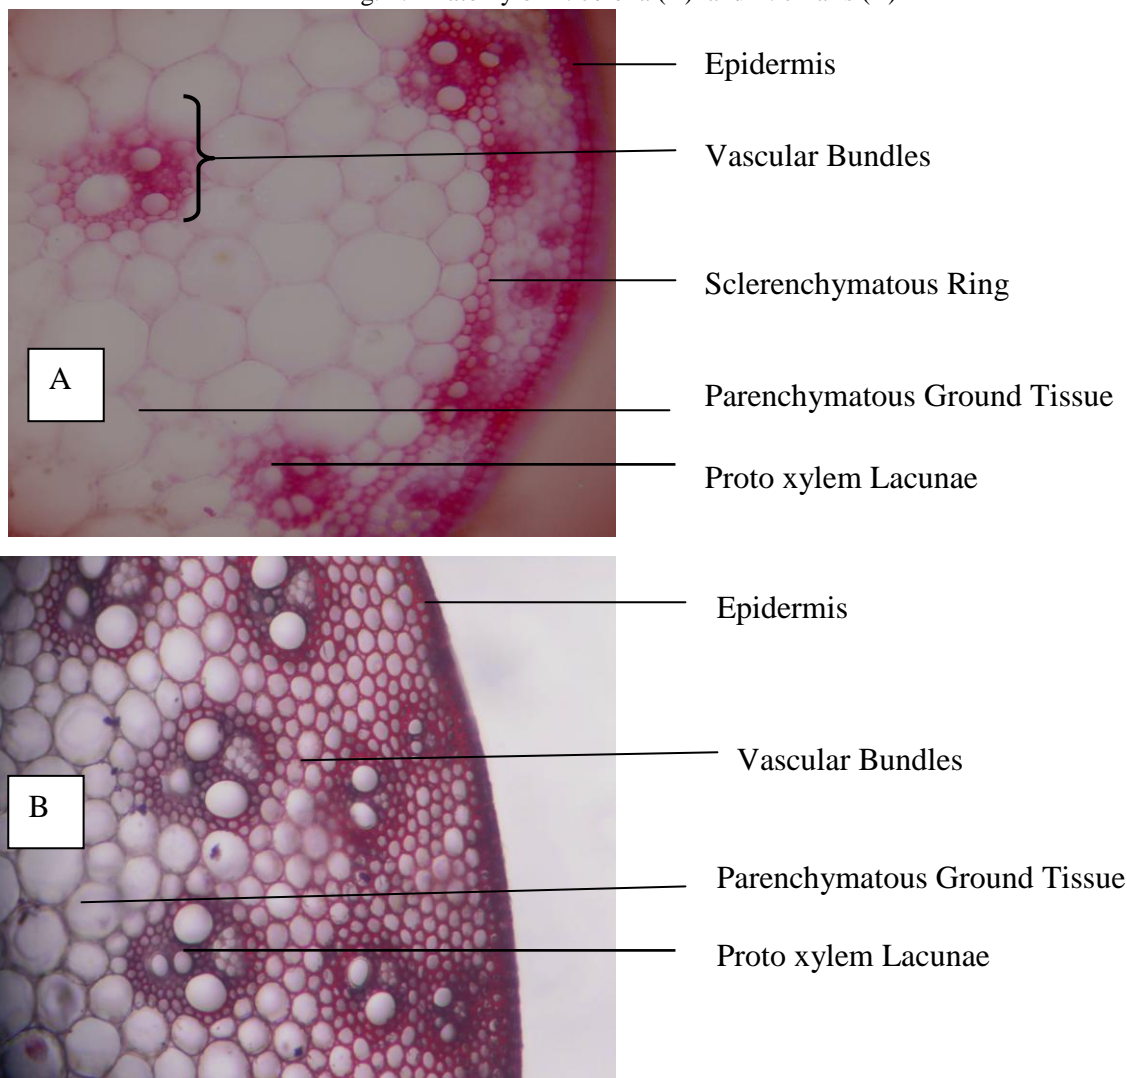 Epidermis
Vascular Bundles
Sclerenchymatous Ring
A
Parenchymatous Ground Tissue
Proto xylem Lacunae
Epidermis
Vascular Bundles
B
Parenchymatous Ground Tissue
Proto xylem Lacunae